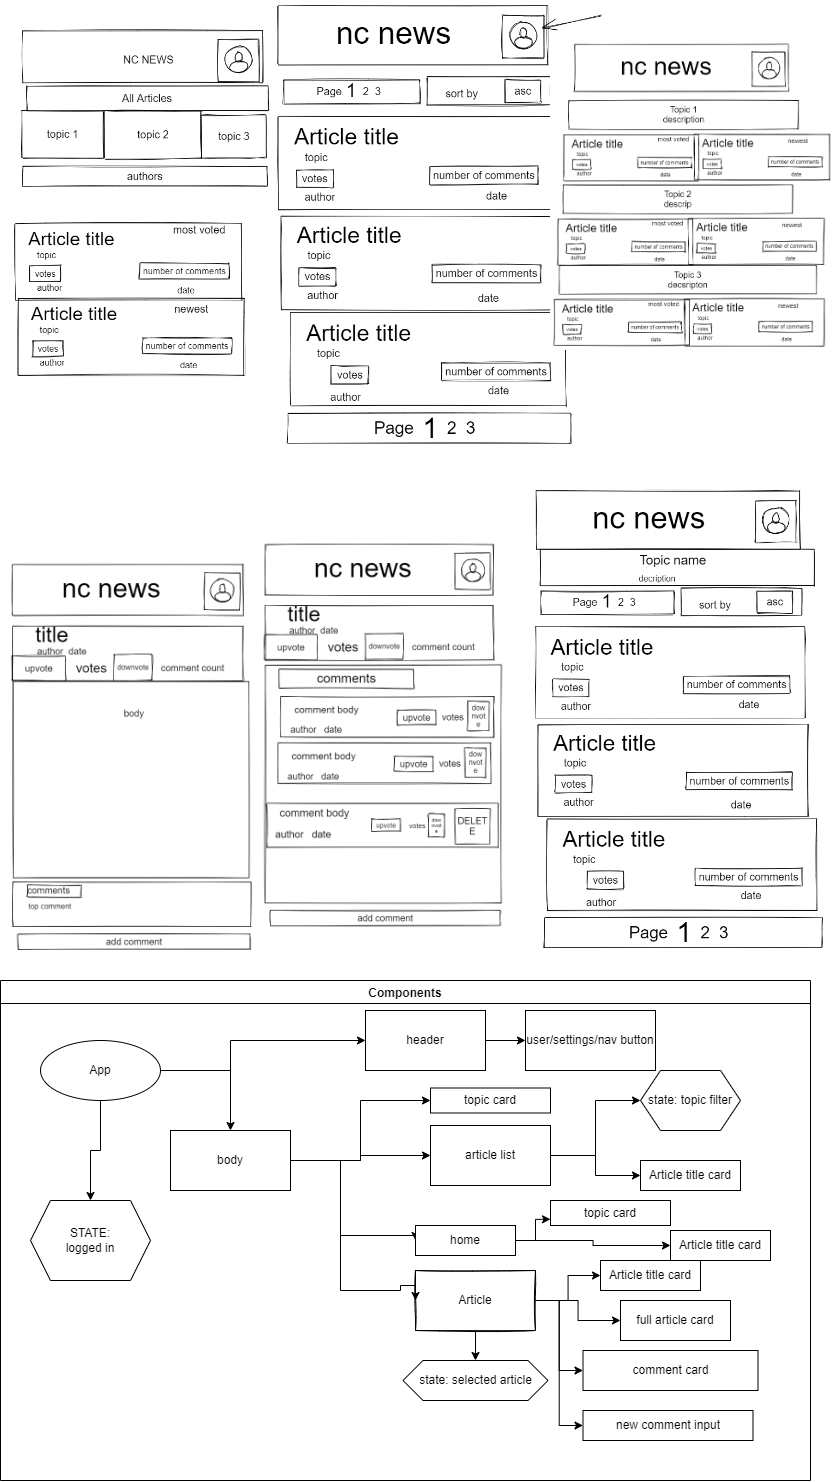 NC NEWS
All Articles
topic 1 topic 2 topic 3
authors
Article title most voted
topic
votes number of comments
author date
Article title newest
topic
votes number of comments
author date
nc news
Page 1 2 3 sort by asc
Article title
topic
votes number of comments
author date
Article title
topic
votes number of comments
author date
Article title
topic
votes number of comments
author date
Page 1 2 3
nc news
Topic 1
description
Article title most voted
topic
votes number of comments
author date
Article title newest
topic
votes number of comments
author date
Topic 2
descrip
Article title most voted
topic
votes number of comments
author date
Article title newest
topic
votes number of comments
author date
Topic 3
decsripton
Article title most voted
topic
votes number of comments
author date
Article title newest
topic
votes number of comments
author date
nc news
title
author date
upvote votes downvote comment count
body
comments
top comment
add comment
nc news
title
author date
upvote votes downvote comment count
comments
comment body
author date
upvote votes
dow
nvot
e
comment body
author date
upvote votes
dow
nvot
e
comment body
author date
upvote votes
dow
nvot
e
DELET
E
add comment
nc news
Topic name
decription
Page 1 2 3 sort by asc
Article title
topic
votes number of comments
author date
Article title
topic
votes number of comments
author date
Article title
topic
votes number of comments
author date
Page 1 2 3
Components
App
header
user/settings/nav button
body
STATE:
logged in
topic card
article list
state: topic filter
Article title card
home
topic card
Article title card
Article
Article title card
full article card
comment card
new comment input
state: selected article